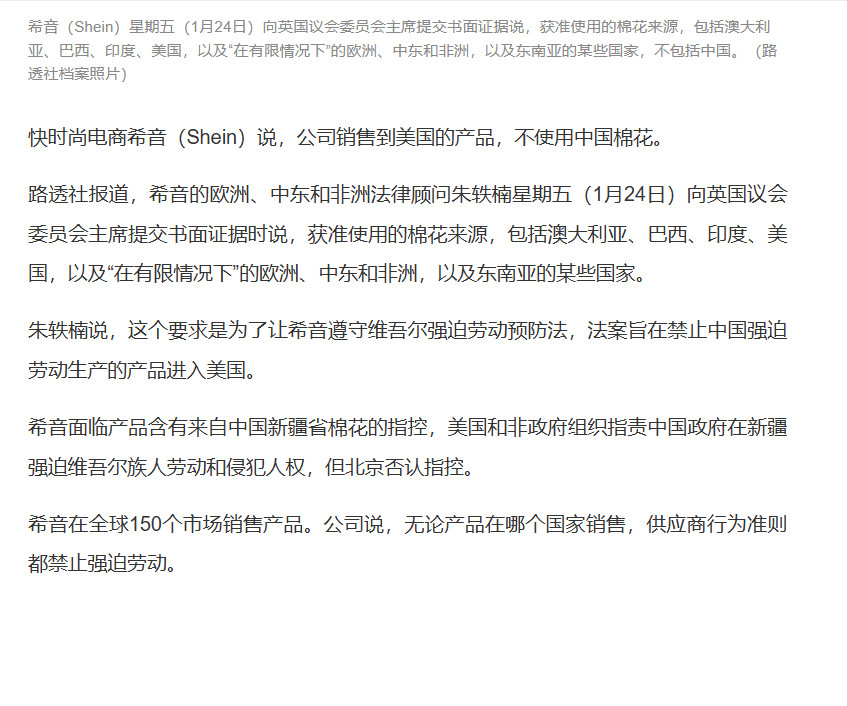 希音（Shein）星期五（1月24日）向英国议会委员会主席提交书面证据说，获准使用的棉花来源，包括澳大利
亚、巴西、印度、美国，以及“在有限情况下”的欧洲、中东和非洲，以及东南亚的某些国家，不包括中国。（路
透社档案照片）
快时尚电商希音（Shein）说，公司销售到美国的产品，不使用中国棉花。
路透社报道，希音的欧洲、中东和非洲法律顾问朱轶楠星期五（1月24日）向英国议会
委员会主席提交书面证据时说，获准使用的棉花来源，包括澳大利亚、巴西、印度、美
国，以及“在有限情况下”的欧洲、中东和非洲，以及东南亚的某些国家。
朱轶楠说，这个要求是为了让希音遵守维吾尔强迫劳动预防法，法案旨在禁止中国强迫
劳动生产的产品进入美国。
希音面临产品含有来自中国新疆省棉花的指控，美国和非政府组织指责中国政府在新疆
强迫维吾尔族人劳动和侵犯人权，但北京否认指控。
希音在全球150个市场销售产品。公司说，无论产品在哪个国家销售，供应商行为准则
都禁止强迫劳动。